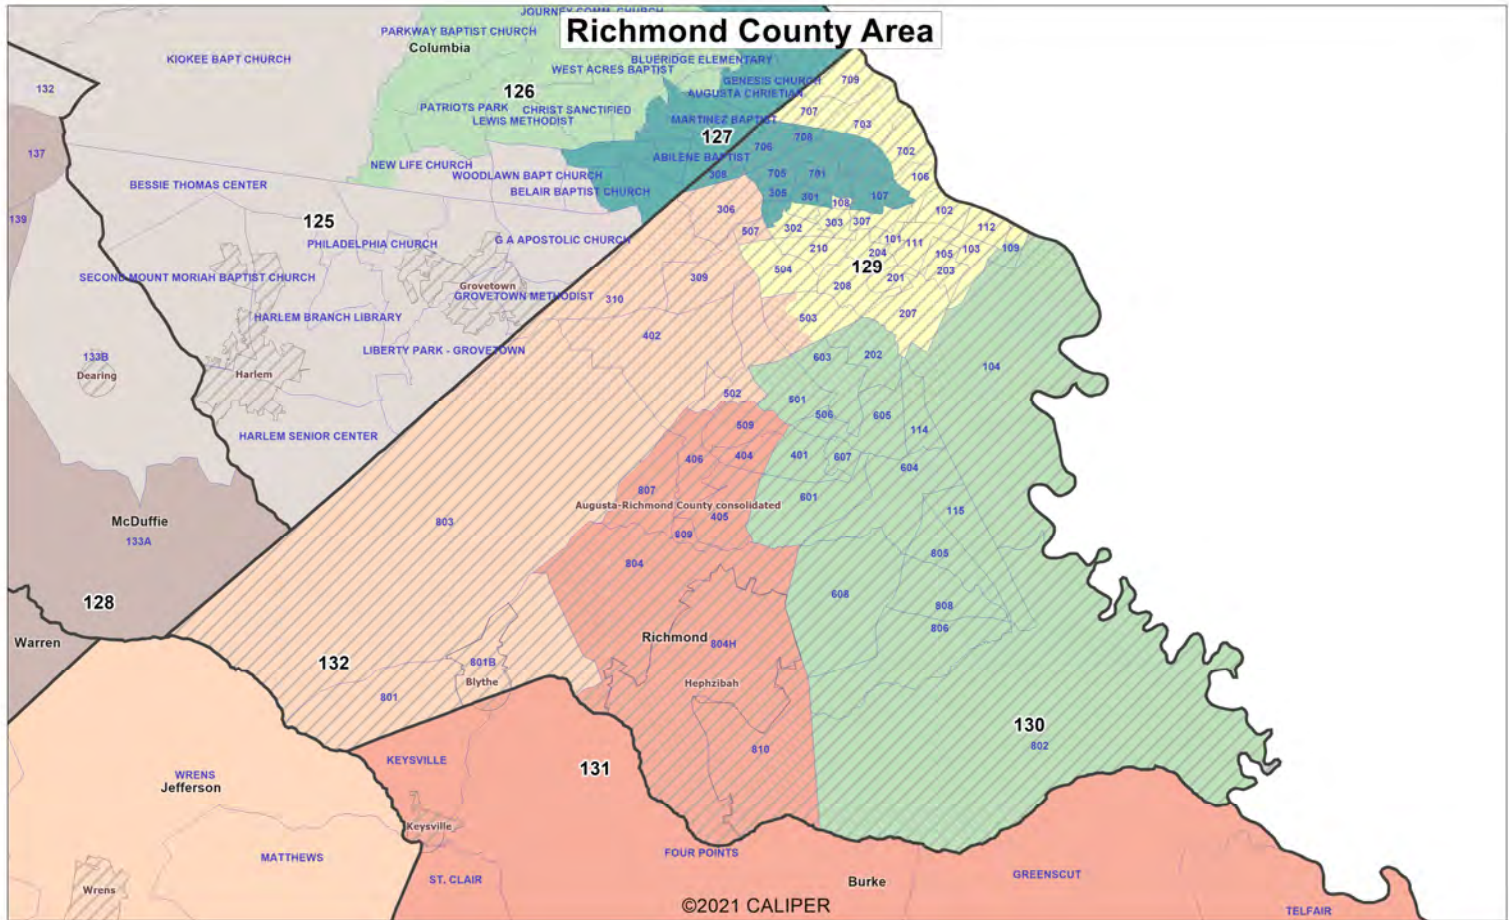 Richmond County Area
JOURNEY COMM. CHURCH
PARKWAY BAPTIST CHURCH
Columbia
KIOKEE BAPT CHURCH
BLUERIDGE ELEMENTARY
WEST ACRES BAPTIST
GENESIS CHURCH
709
132
126
AUGUSTA CHRISTIAN
PATRIOTS PARK
CHRIST SANCTIFIED
707
LEWIS METHODIST
MARTINEZ BAPTIST
703
127
708
706
137
ABILENE BAPTIST
702
NEW LIFE CHURCH
WOODLAWN BAPT CHURCH
308
705
701
106
BESSIE THOMAS CENTER
BELAIR BAPTIST CHURCH
305
301
107
108
306
102
139
125
303
307
302
112
507
PHILADELPHIA CHURCH
G A APOSTOLIC CHURCH
101
111
210
103
109
204
105
129
504
203
SECOND MOUNT MORIAH BAPTIST CHURCH
309
201
Grovetown
208
GROVETOWN METHODIST
310
207
HARLEM BRANCH LIBRARY
503
402
LIBERTY PARK - GROVETOWN
133B
603
202
104
Dearing
Harlem
502
501
506
605
509
114
HARLEM SENIOR CENTER
406
404
401
607
604
807
601
Augusta-Richmond County consolidated
115
405
McDuffie
803
809
133A
805
804
608
128
808
806
Warren
Richmond
804H
132
801B
Blythe
Hephzibah
801
130
802
810
KEYSVILLE
131
WRENS
Jefferson
Keysville
MATTHEWS
FOUR POINTS
ST. CLAIR
Burke
GREENSCUT
Wrens
©2021 CALIPER
TELFAIR